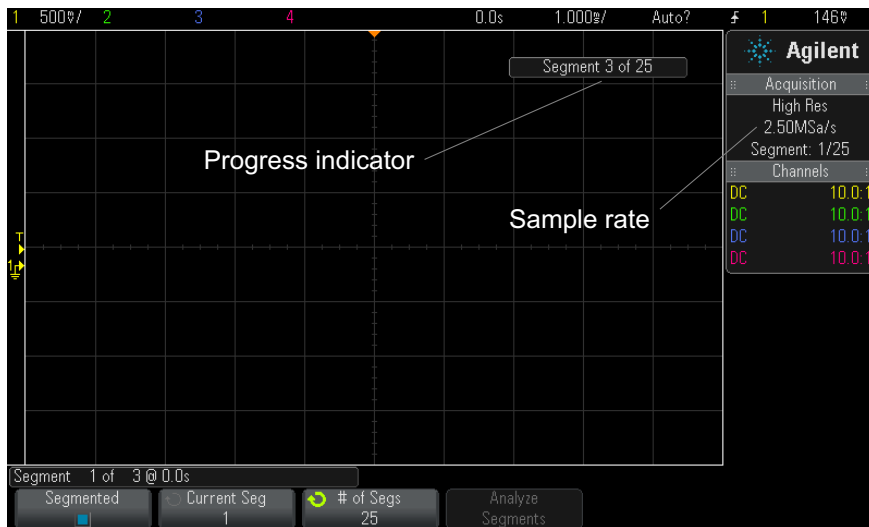 1 500mV/ 2 3 4 0.0s 1.000ms/ Auto? 1 146mV
Agilent
Segment 3 of 25
Acquisition
High Res
2.50MSa/s
Segment: 1/25
Progress indicator
Channels
DC 10.0:1
DC 10.0:1
DC 10.0:1
DC 10.0:1
Sample rate
T
1
Segment 1 of 3 @ 0.0s
Segmented
Current Seg
1
# of Segs
25
Analyze
Segments